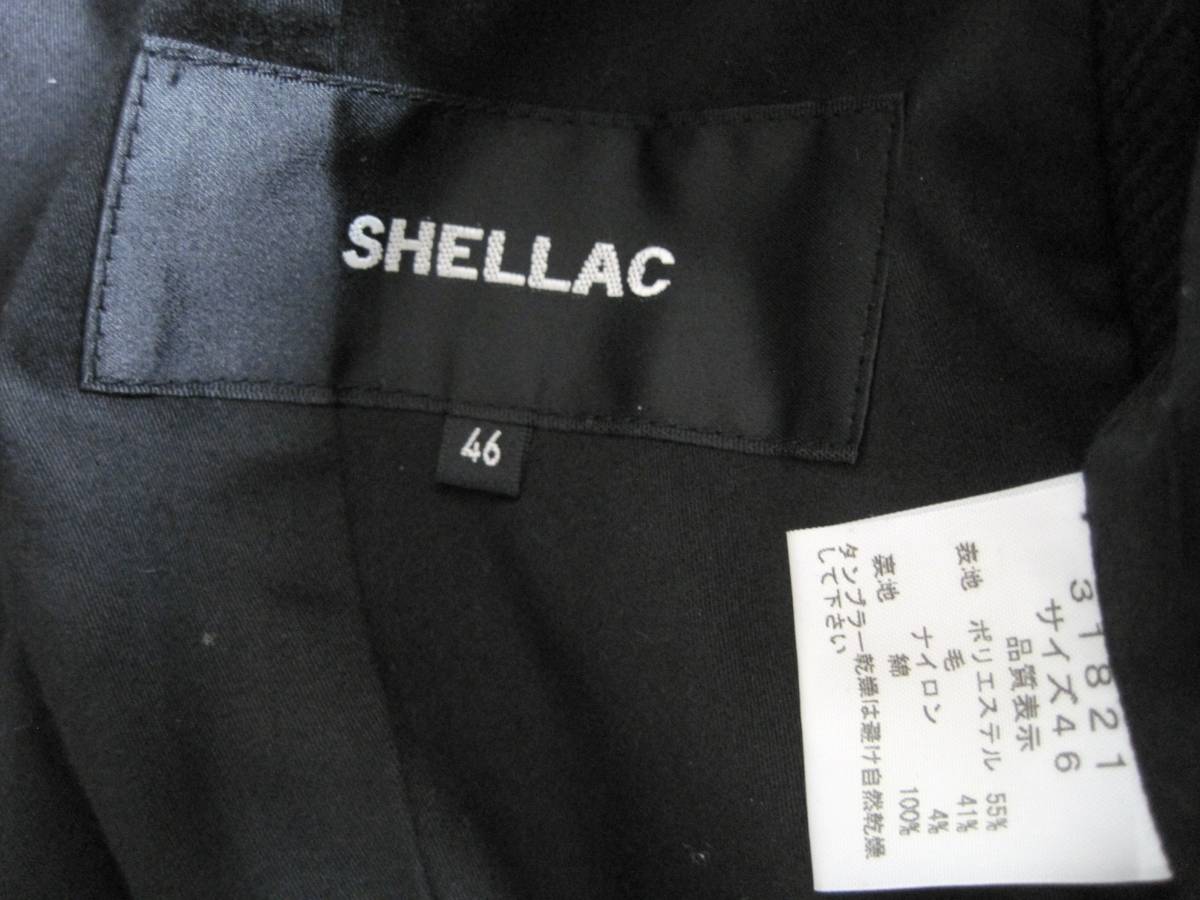 SHELLAC
46
31821
サイズ46
品質表示
表地 ポリエステル 55%
毛 41%
ナイロン 4%
裏地 綿 100%
タンブラー乾燥は避け自然乾燥
して下さい